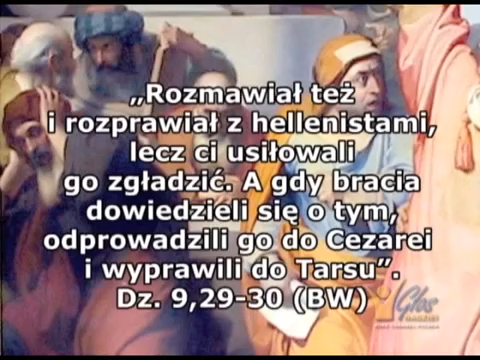 „Rozmawiał też
i rozprawiał z hellenistami,
lecz ci usiłowali
go zgładzić. A gdy bracia
dowiedzieli się o tym,
odprowadzili go do Cezarei
i wyprawili do Tarsu”.
Dz. 9,29-30 (BW)
Głos
NADZIEI